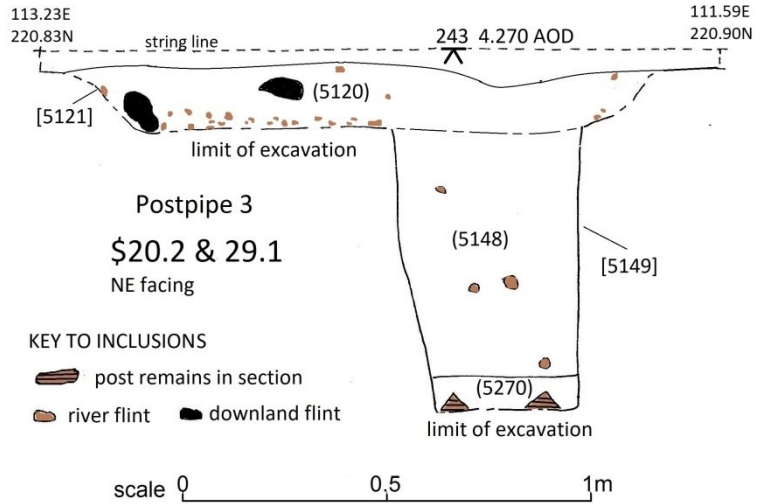 113.23E
220.83N
string line
243 4.270 AOD
111.59E
220.90N
(5120)
[5121]
limit of excavation
Postpipe 3
$20.2 & 29.1
NE facing
(5148)
[5149]
KEY TO INCLUSIONS
post remains in section
river flint downland flint
(5270)
limit of excavation
scale 0 0.5 1m